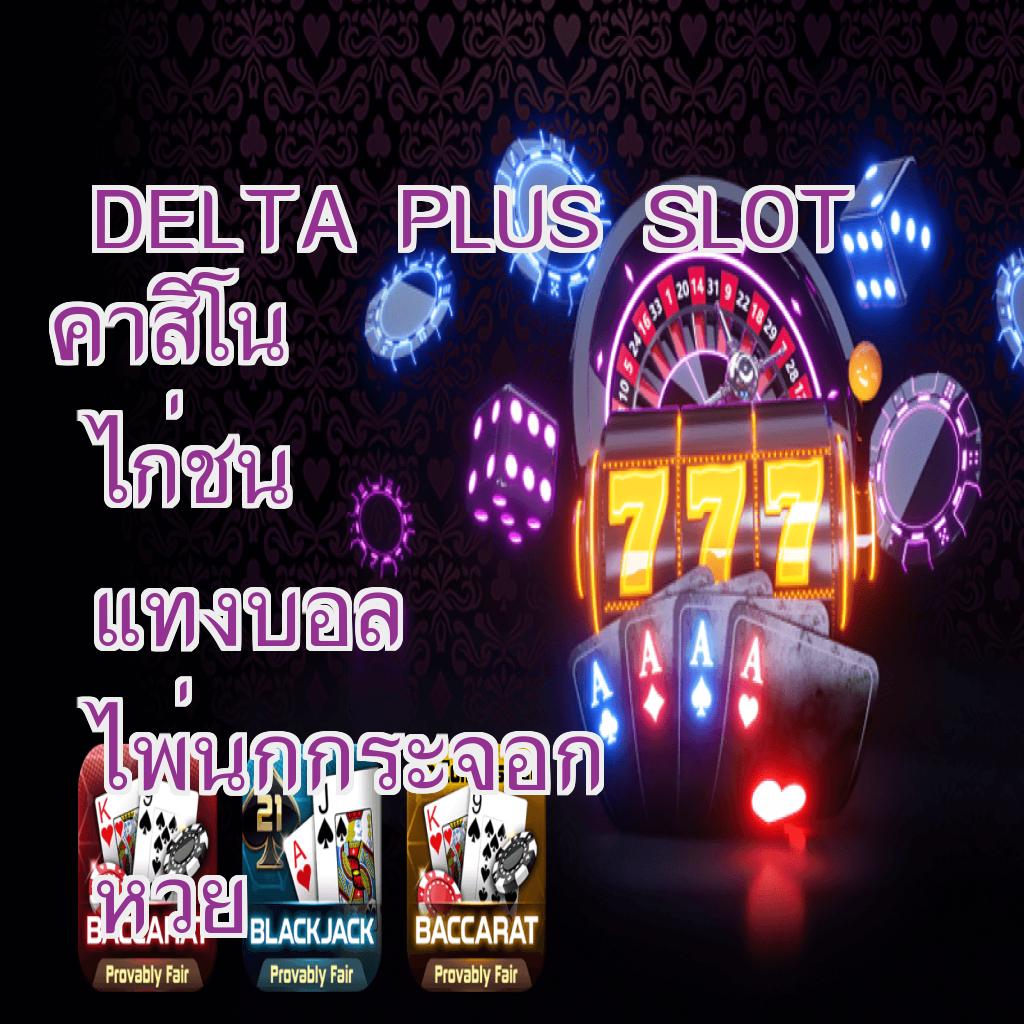 DELTA PLUS SLOT
คาสิโน
ไก่ชน
แทงบอล
ไพ่นกกระจอก
หวย
777
A A A A
21
BACCARAT BLACKJACK BACCARAT
Provably Fair Provably Fair Provably Fair